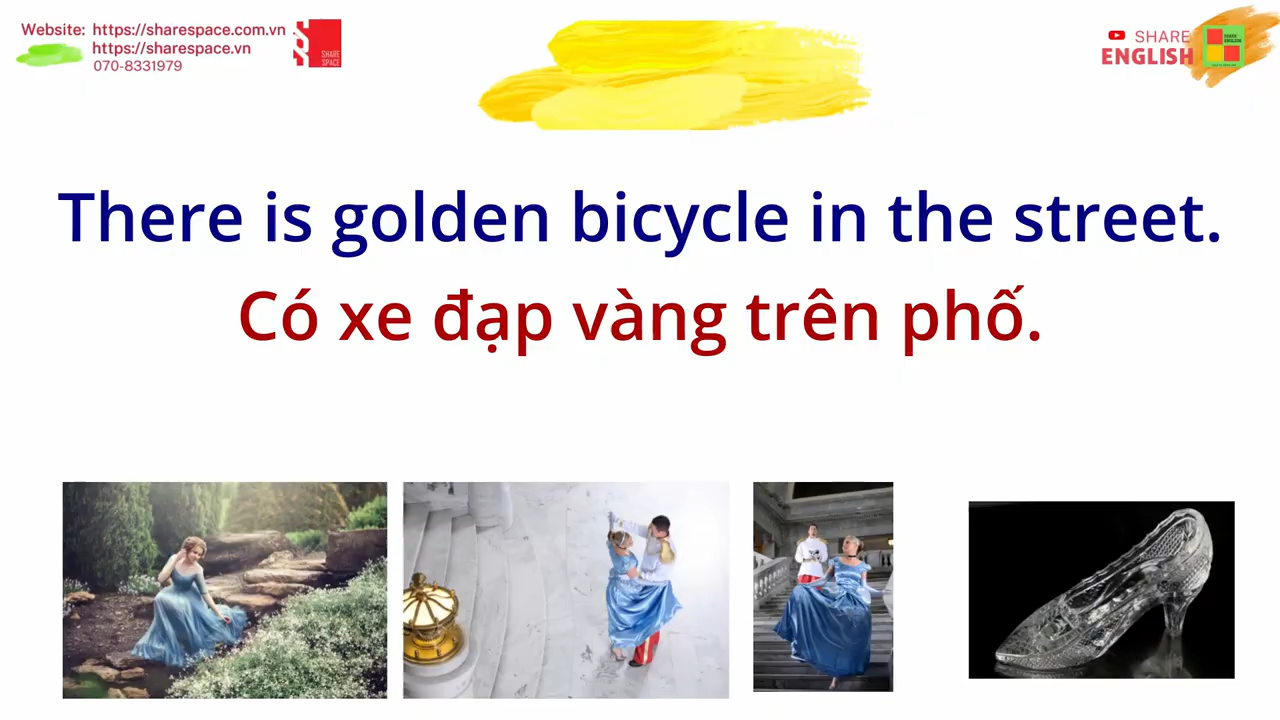 Website: https://sharespace.com.vn
https://sharespace.vn
070-8331979
SHARE
SPACE
SHARE
ENGLISH
There is golden bicycle in the street.
Có xe đạp vàng trên phố.